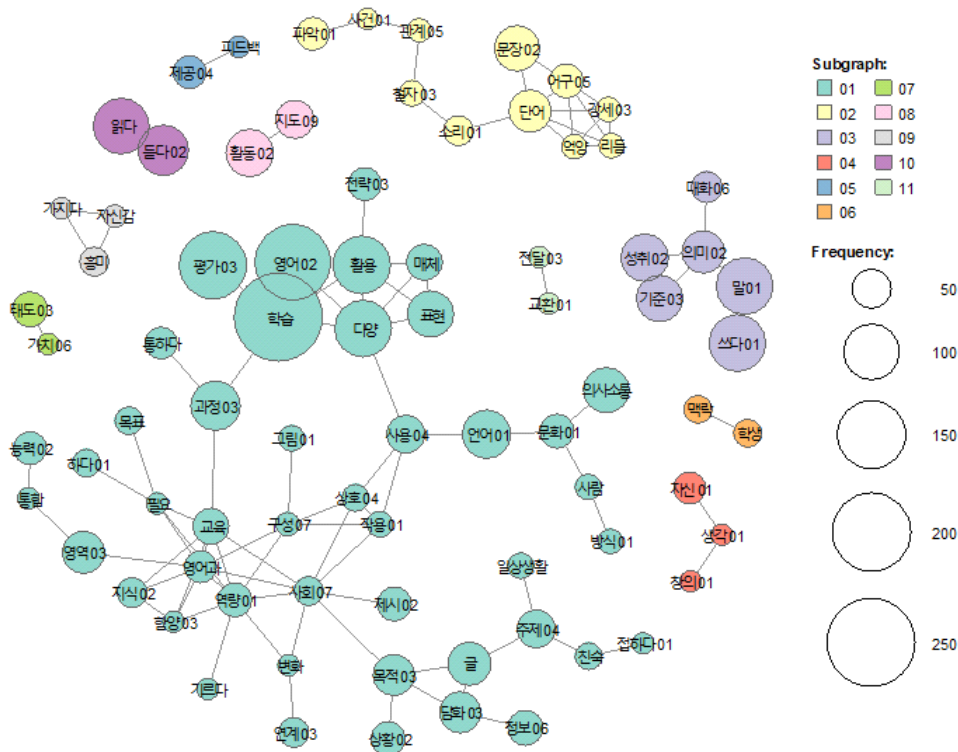 사건01
파악01
관계05
피드백
제공04
문장02
어구05
활자03
강세03
단어
소리01
억양
리듬
읽다
듣다02
지도09
활동02
전략03
대화06
가지다
자신감
흥미
평가03
영어02
활용
매체
학습
다양
표현
전달03
교환01
성취02
의미02
기준03
말01
쓰다01
태도03
가치06
통하다
과정03
의사소통
목표
그림01
사용04
언어01
문화01
맥락
학생
능력02
하다01
통합
필요
상호04
사람
자신01
교육
구성07
작용01
생각01
영역03
방식01
영어과
일상생활
창의01
지식02
역량01
사회07
제시02
함양03
주제04
접하다01
변화
글
친숙
기르다
목적03
담화03
연계03
상황02
정보06
Subgraph:
01 07
02 08
03 09
04 10
05 11
06
Frequency:
50
100
150
200
250